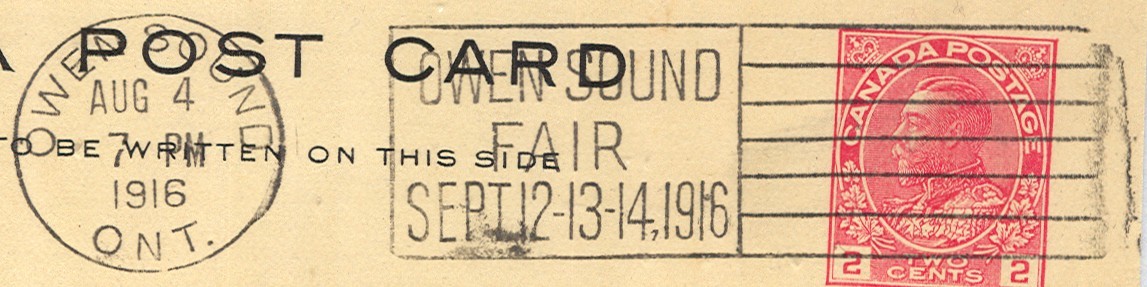 A POST CARD
TO BE WRITTEN ON THIS SIDE
OWEN SOUND
AUG 4
7 PM
1916
ONT.
OWEN SOUND
FAIR
SEPT.12-13-14,1916
CANADA POSTAGE
2 TWO CENTS 2